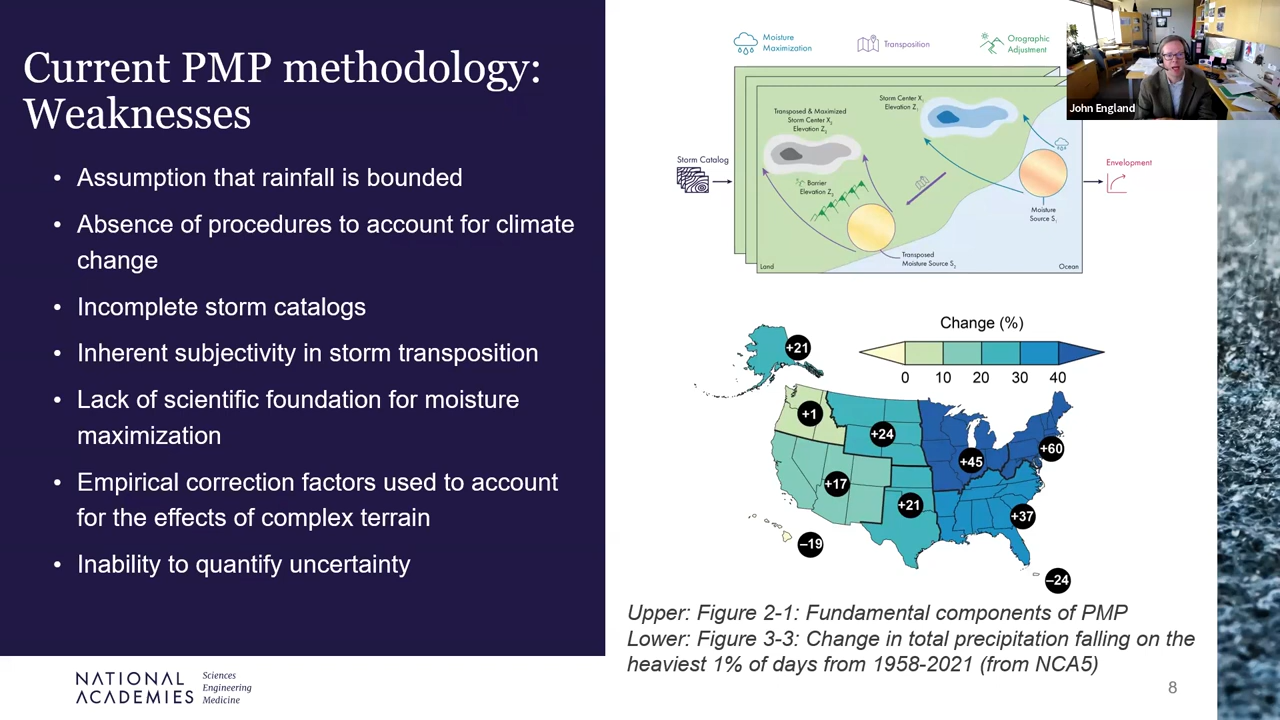 Current PMP methodology:
Weaknesses
• Assumption that rainfall is bounded
• Absence of procedures to account for climate
change
• Incomplete storm catalogs
• Inherent subjectivity in storm transposition
• Lack of scientific foundation for moisture
maximization
• Empirical correction factors used to account
for the effects of complex terrain
• Inability to quantify uncertainty
NATIONAL
ACADEMIES
Sciences
Engineering
Medicine
Moisture
Maximization
Transposition
Orographic
Adjustment
John England
Storm Catalog
Transposed & Maximized
Storm Center X2
Elevation Z2
Storm Center X1
Elevation Z1
Barrier
Elevation Z3
Moisture
Source S1
Transposed
Moisture Source S2
Land
Ocean
Envelopment
Change (%)
0 10 20 30 40
+21
+1
+24
+45
+60
+17
+21
+37
–19
–24
Upper: Figure 2-1: Fundamental components of PMP
Lower: Figure 3-3: Change in total precipitation falling on the
heaviest 1% of days from 1958-2021 (from NCA5)
8